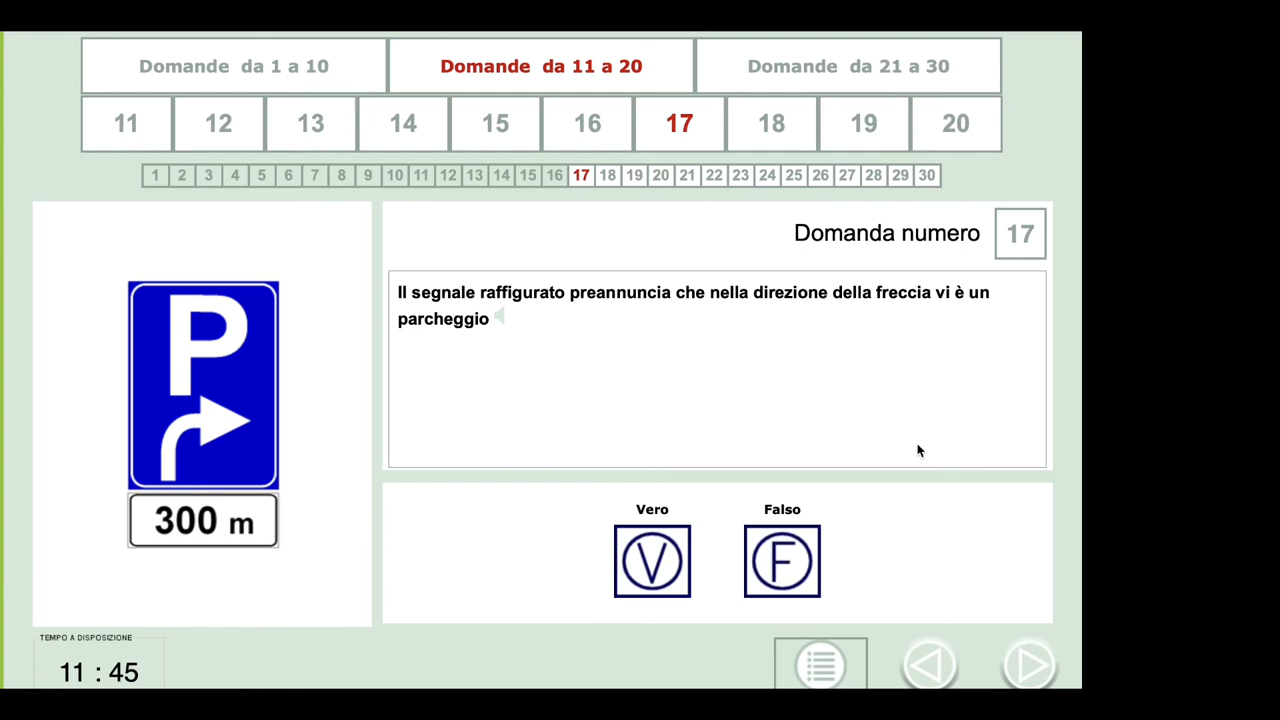 Domande da 1 a 10
Domande da 11 a 20
Domande da 21 a 30
11 12 13 14 15 16 17 18 19 20
1 2 3 4 5 6 7 8 9 10 11 12 13 14 15 16 17 18 19 20 21 22 23 24 25 26 27 28 29 30
Domanda numero 17
Il segnale raffigurato preannuncia che nella direzione della freccia vi è un
parcheggio
P
300 m
Vero Falso
V F
TEMPO A DISPOSIZIONE
11 : 45